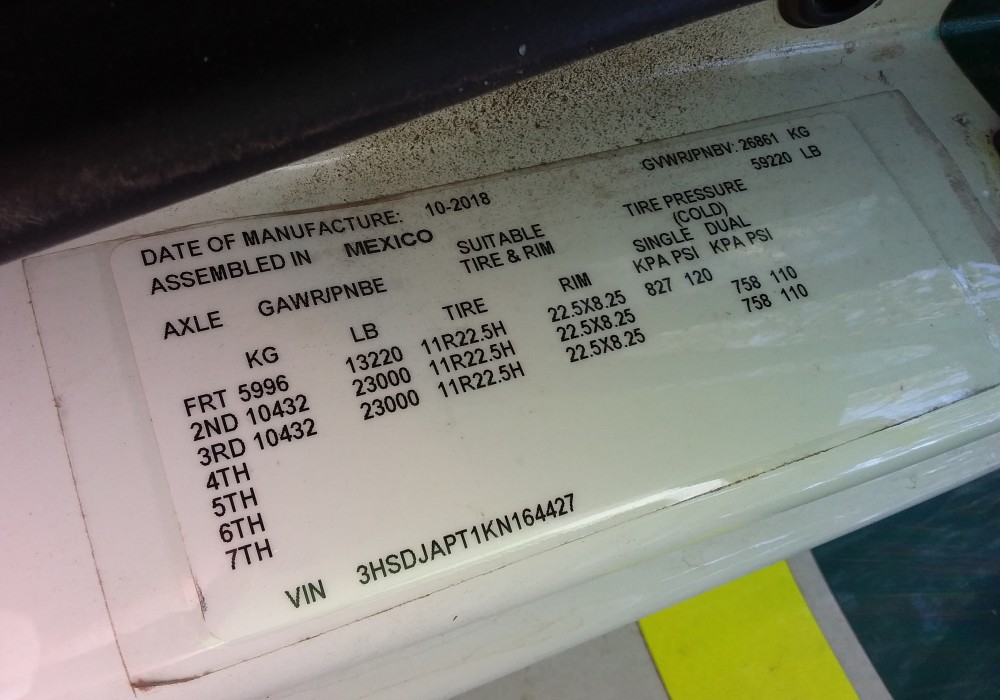 GVWR/PNBV: 26861 KG
59220 LB
DATE OF MANUFACTURE: 10-2018
ASSEMBLED IN MEXICO
SUITABLE
TIRE & RIM
TIRE PRESSURE
(COLD)
SINGLE DUAL
KPA PSI KPA PSI
AXLE GAWR/PNBE
KG LB TIRE RIM
FRT 5996 13220 11R22.5H 22.5X8.25 827 120
2ND 10432 23000 11R22.5H 22.5X8.25 758 110
3RD 10432 23000 11R22.5H 22.5X8.25 758 110
4TH
5TH
6TH
7TH
VIN 3HSDJAPT1KN164427